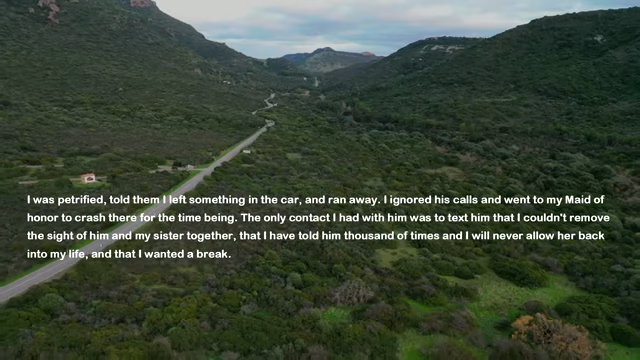 I was petrified, told them I left something in the car, and ran away. I ignored his calls and went to my Maid of
honor to crash there for the time being. The only contact I had with him was to text him that I couldn't remove
the sight of him and my sister together, that I have told him thousand of times and I will never allow her back
into my life, and that I wanted a break.